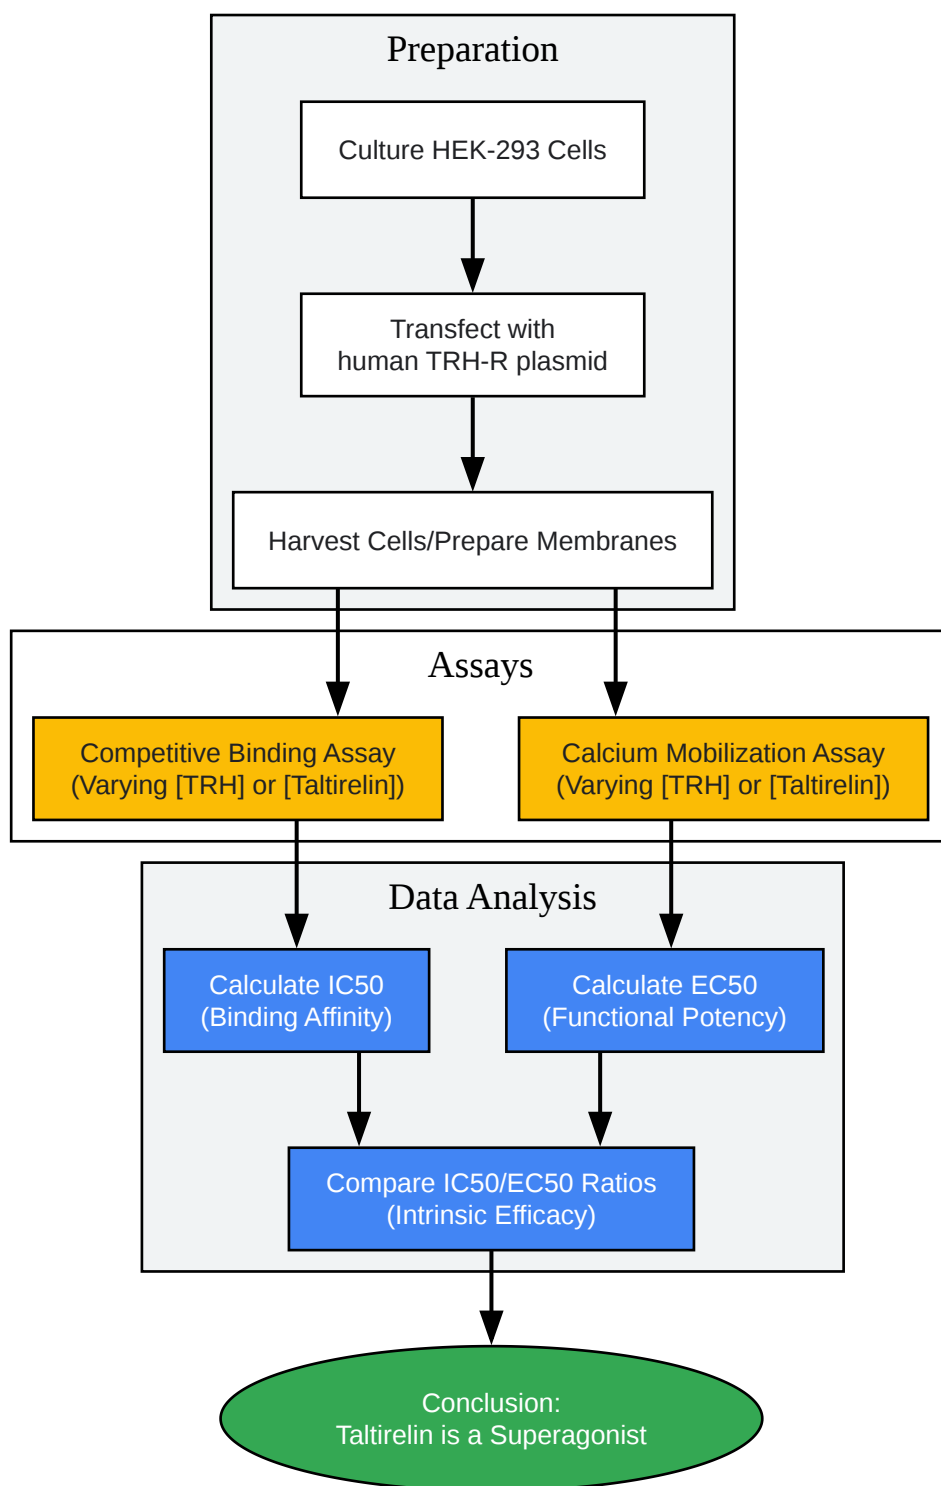 Preparation
Culture HEK-293 Cells
Transfect with
human TRH-R plasmid
Harvest Cells/Prepare Membranes
Assays
Competitive Binding Assay
(Varying [TRH] or [Taltirelin])
Calcium Mobilization Assay
(Varying [TRH] or [Taltirelin])
Data Analysis
Calculate IC50
(Binding Affinity)
Calculate EC50
(Functional Potency)
Compare IC50/EC50 Ratios
(Intrinsic Efficacy)
Conclusion:
Taltirelin is a Superagonist